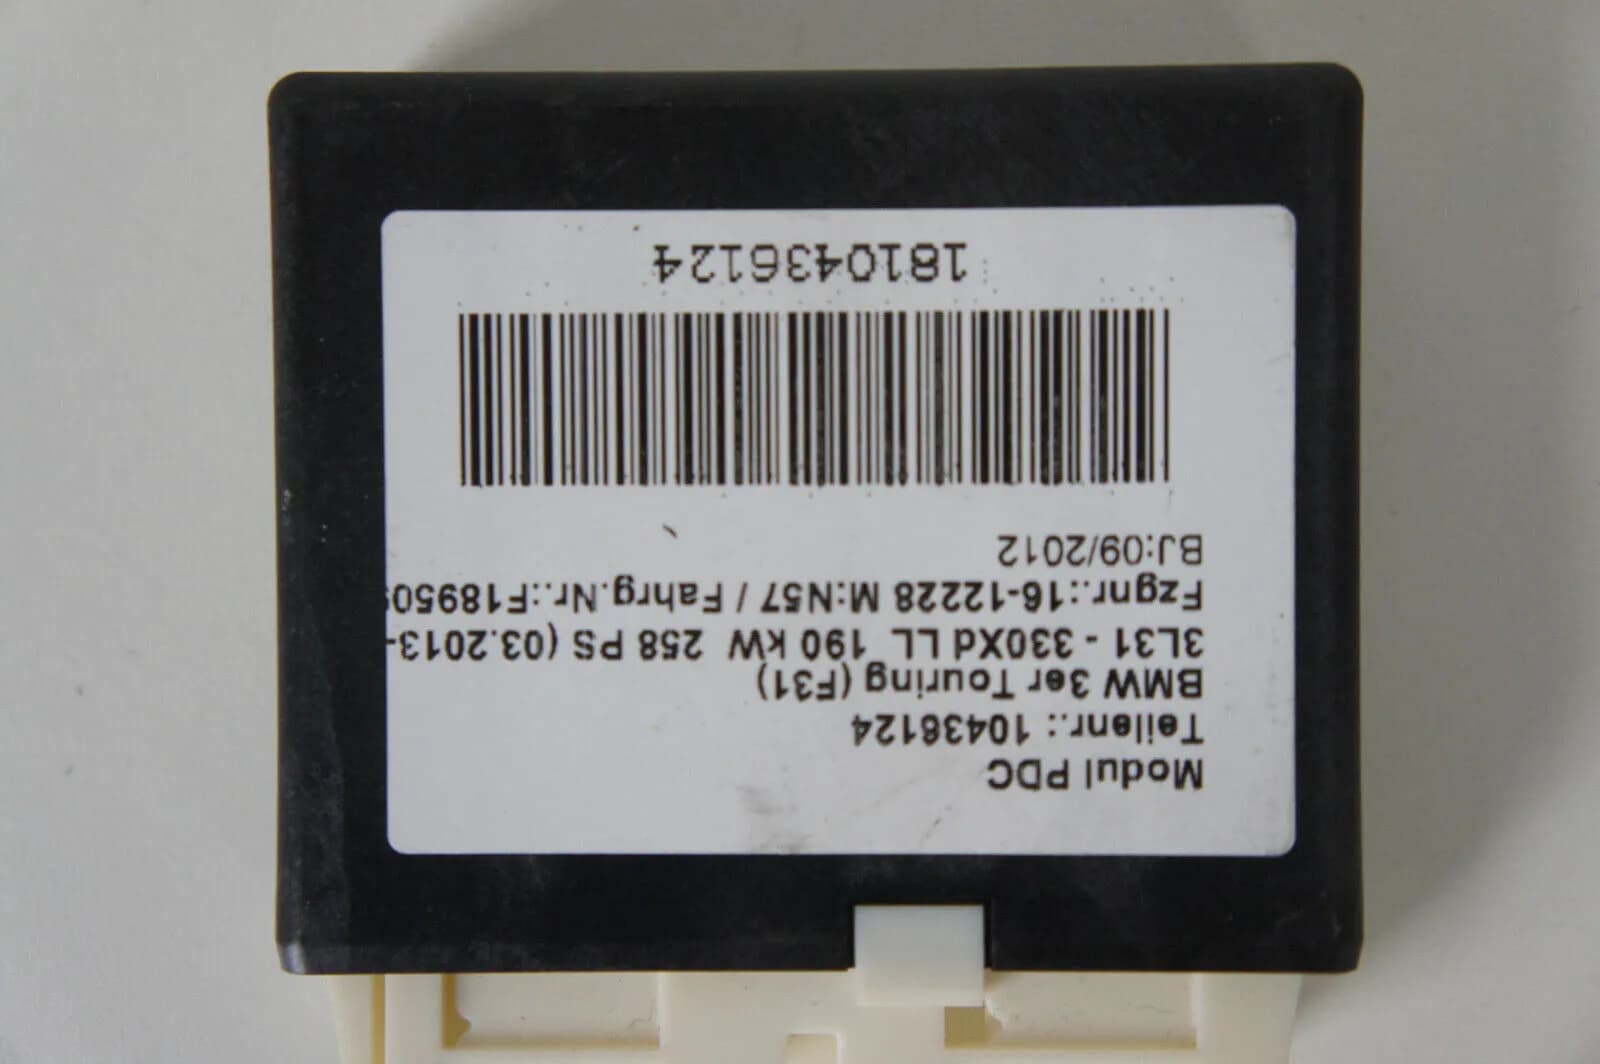 Modul PDC
Teilenr.: 10436124
BMW 3er Touring (F31)
3L31 - 330Xd LL 190 kW 258 PS (03.2013-
Fzgnr.:16-12228 M:N57 / Fahrg.Nr.:F18950
BJ:09/2012
1810436124